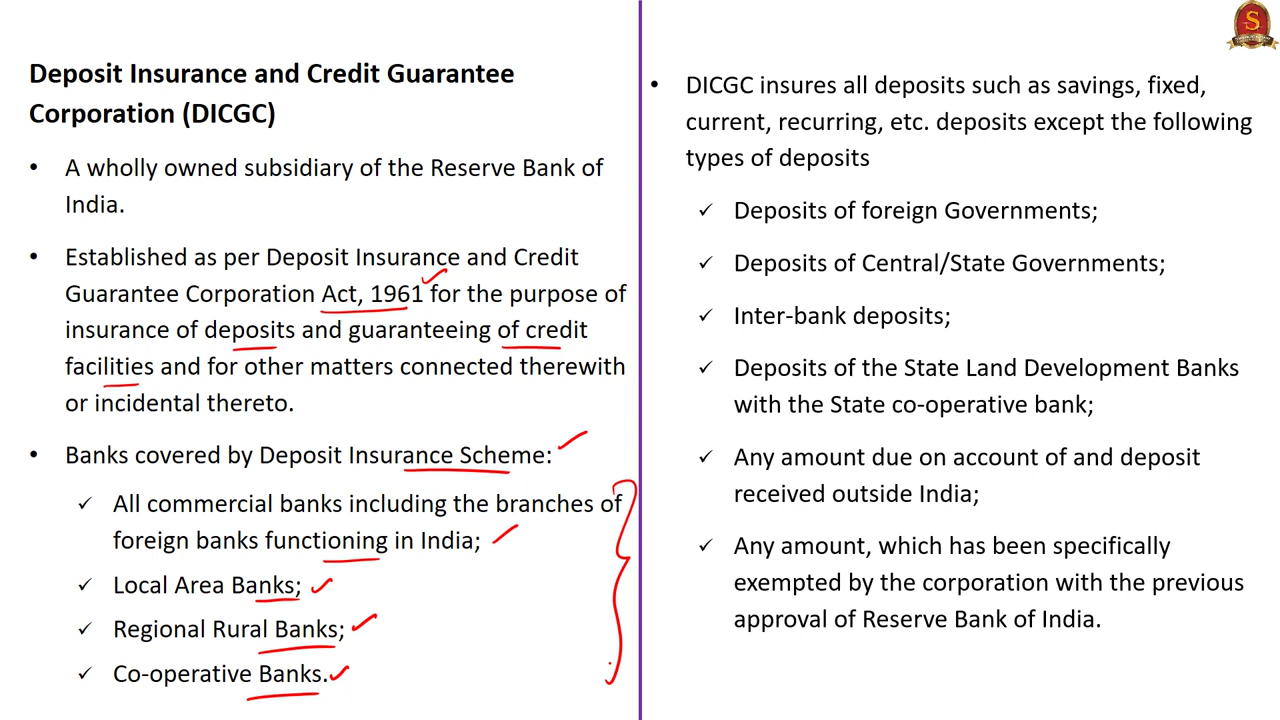 Deposit Insurance and Credit Guarantee
Corporation (DICGC)
• A wholly owned subsidiary of the Reserve Bank of
India.
• Established as per Deposit Insurance and Credit
Guarantee Corporation Act, 1961 for the purpose of
insurance of deposits and guaranteeing of credit
facilities and for other matters connected therewith
or incidental thereto.
• Banks covered by Deposit Insurance Scheme:
✓ All commercial banks including the branches of
foreign banks functioning in India;
✓ Local Area Banks;
✓ Regional Rural Banks;
✓ Co-operative Banks.
• DICGC insures all deposits such as savings, fixed,
current, recurring, etc. deposits except the following
types of deposits
✓ Deposits of foreign Governments;
✓ Deposits of Central/State Governments;
✓ Inter-bank deposits;
✓ Deposits of the State Land Development Banks
with the State co-operative bank;
✓ Any amount due on account of and deposit
received outside India;
✓ Any amount, which has been specifically
exempted by the corporation with the previous
approval of Reserve Bank of India.
S